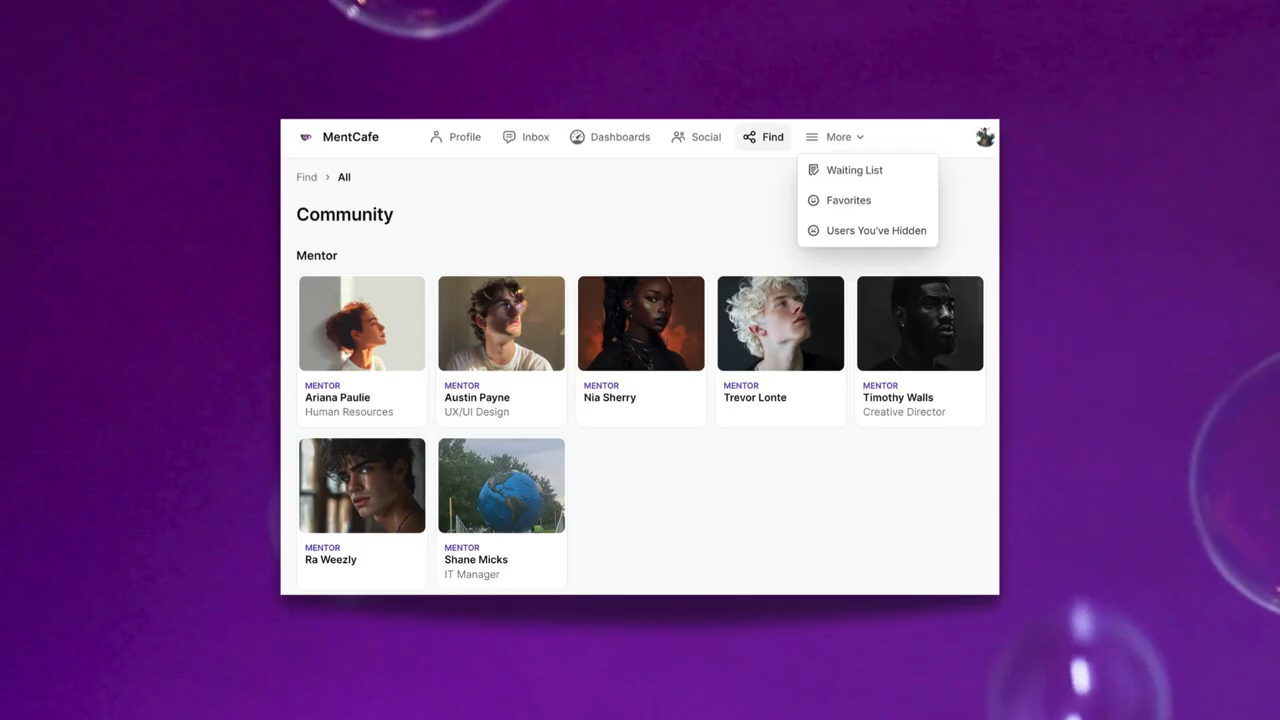 MentCafe
Profile
Inbox
Dashboards
Social
Find
More
Waiting List
Favorites
Users You've Hidden
Find > All
Community
Mentor
MENTOR
Ariana Paulie
Human Resources
MENTOR
Austin Payne
UX/UI Design
MENTOR
Nia Sherry
MENTOR
Trevor Lonte
MENTOR
Timothy Walls
Creative Director
MENTOR
Ra Weezly
MENTOR
Shane Micks
IT Manager